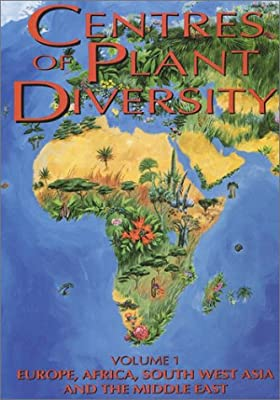 CENTRES
OF PLANT
DIVERSITY
VOLUME 1
EUROPE, AFRICA, SOUTH WEST ASIA
AND THE MIDDLE EAST